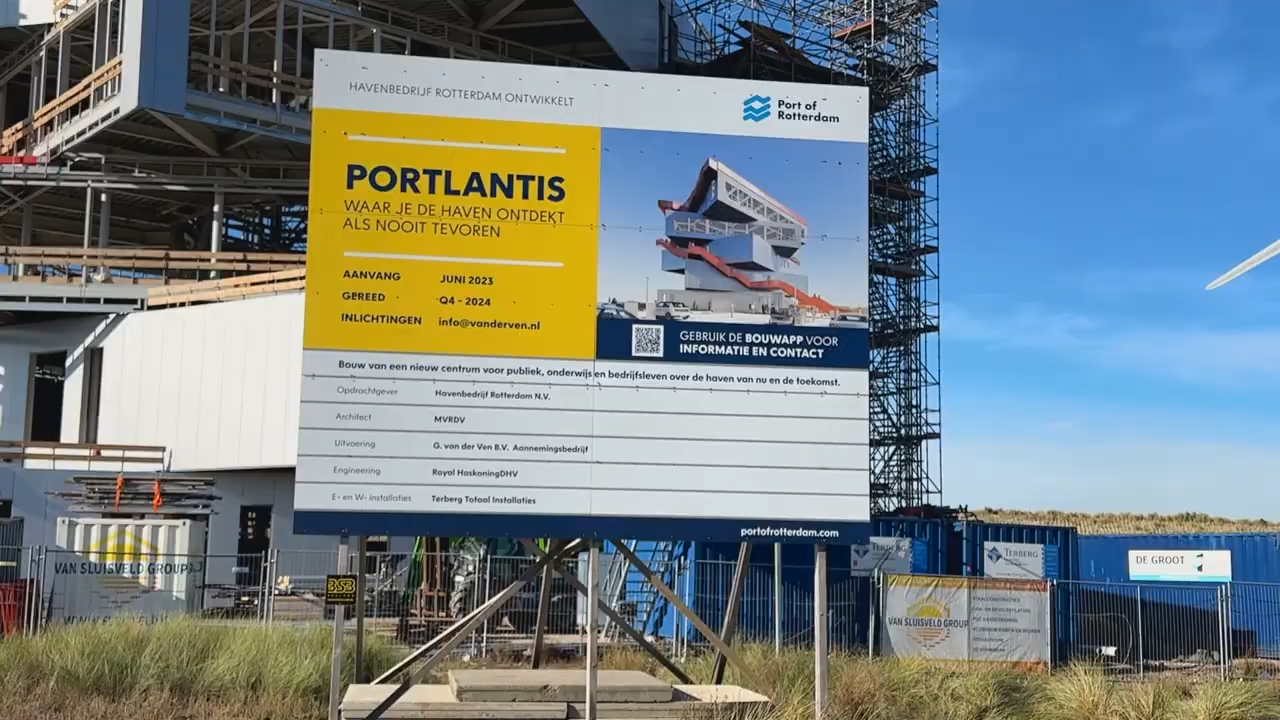 HAVENBEDRIJF ROTTERDAM ONTWIKKELT
Port of
Rotterdam
PORTLANTIS
WAAR JE DE HAVEN ONTDEKT
ALS NOOIT TEVOREN
AANVANG JUNI 2023
GEREED Q4 - 2024
INLICHTINGEN info@vanderven.nl
GEBRUIK DE BOUWAPP VOOR
INFORMATIE EN CONTACT
Bouw van een nieuw centrum voor publiek, onderwijs en bedrijfsleven over de haven van nu en de toekomst.
Opdrachtgever Havenbedrijf Rotterdam N.V.
Architect MVRDV
Uitvoering G. van der Ven B.V. Aannemingsbedrijf
Engineering Royal HaskoningDHV
E- en W- installaties Terberg Totaal Installaties
portofrotterdam.com
VAN SLUISVELD GROUP
BSB
TERBERG
TERBERG
DE GROOT
VAN SLUISVELD GROUP